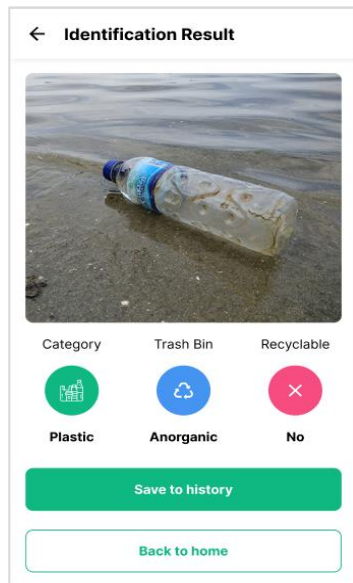 Identification Result
Category Trash Bin Recyclable
Plastic Anorganic No
Save to history
Back to home